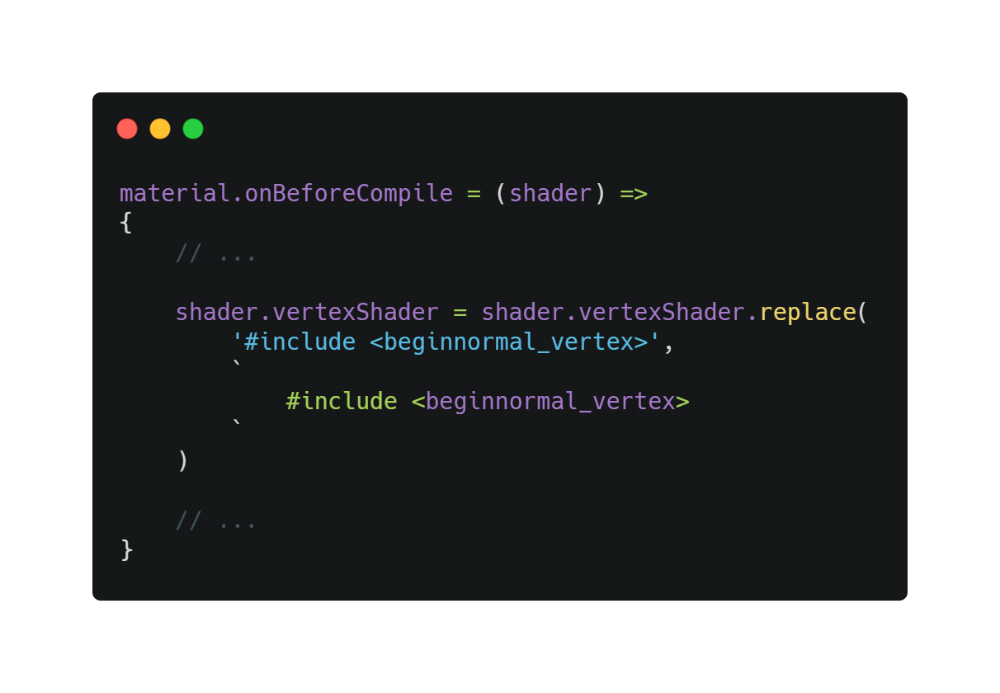 material.onBeforeCompile = (shader) =>
{
    // ...

    shader.vertexShader = shader.vertexShader.replace(
        '#include <beginnormal_vertex>',
        `
            #include <beginnormal_vertex>
        `
    )

    // ...
}